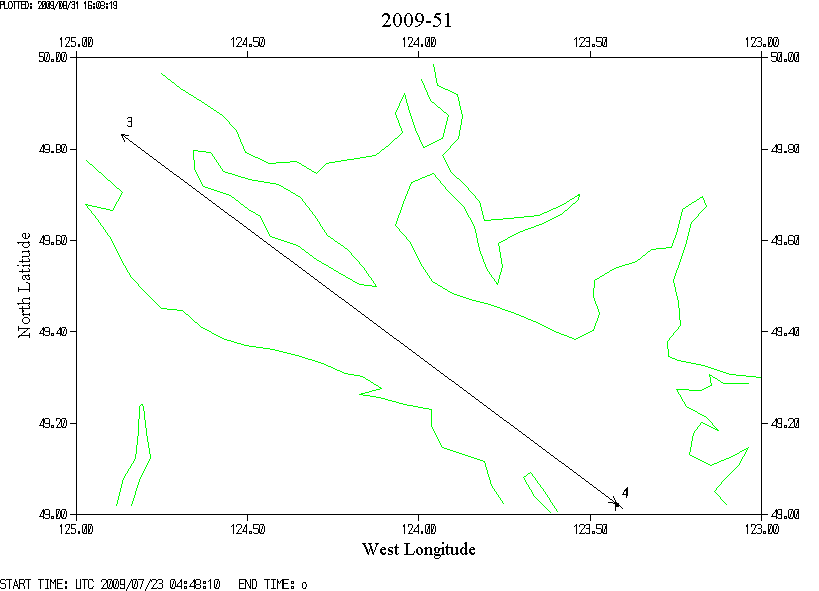 PLOTTED: 2009/08/31 16:08:19
2009-51
125.00 124.50 124.00 123.50 123.00
50.00 50.00
3
49.80 49.80
49.60 49.60
North Latitude
49.40 49.40
49.20 49.20
4
49.00 49.00
125.00 124.50 124.00 123.50 123.00
West Longitude
START TIME: UTC 2009/07/23 04:48:10 END TIME: o